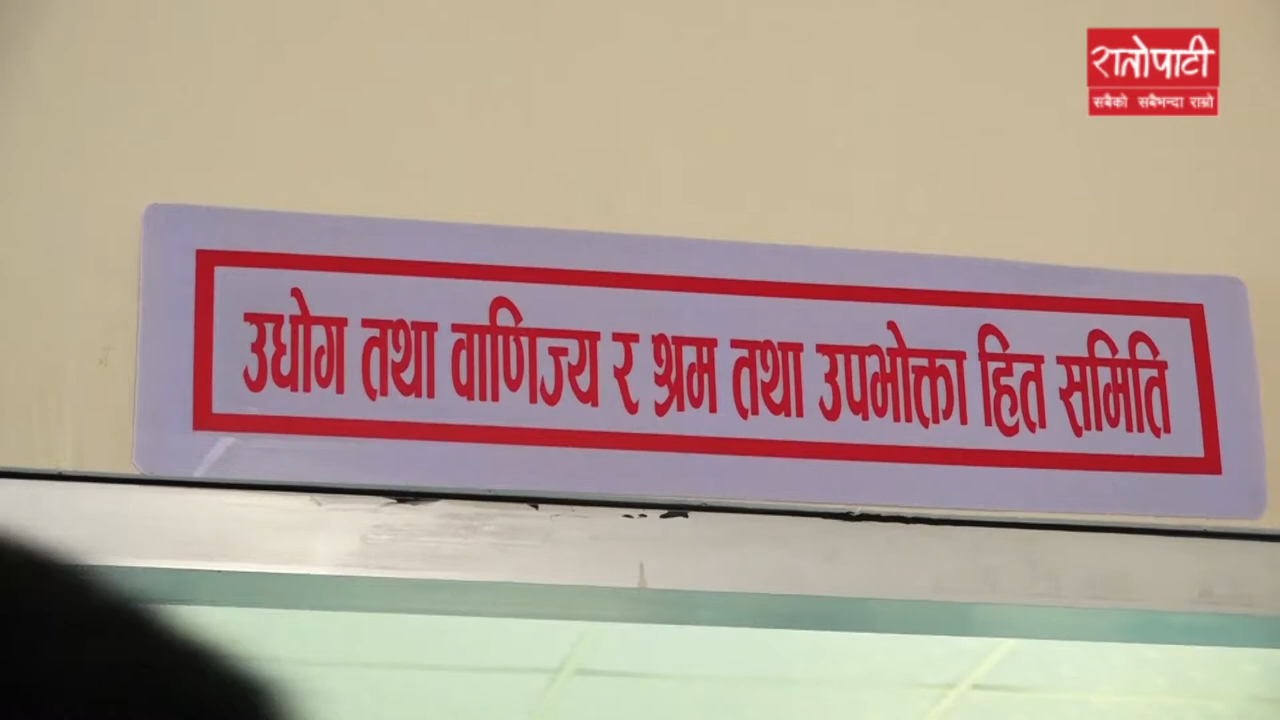 रातोपाटी
सबैको सबैभन्दा राम्रो
उधोग तथा वाणिज्य र श्रम तथा उपभोक्ता हित समिति